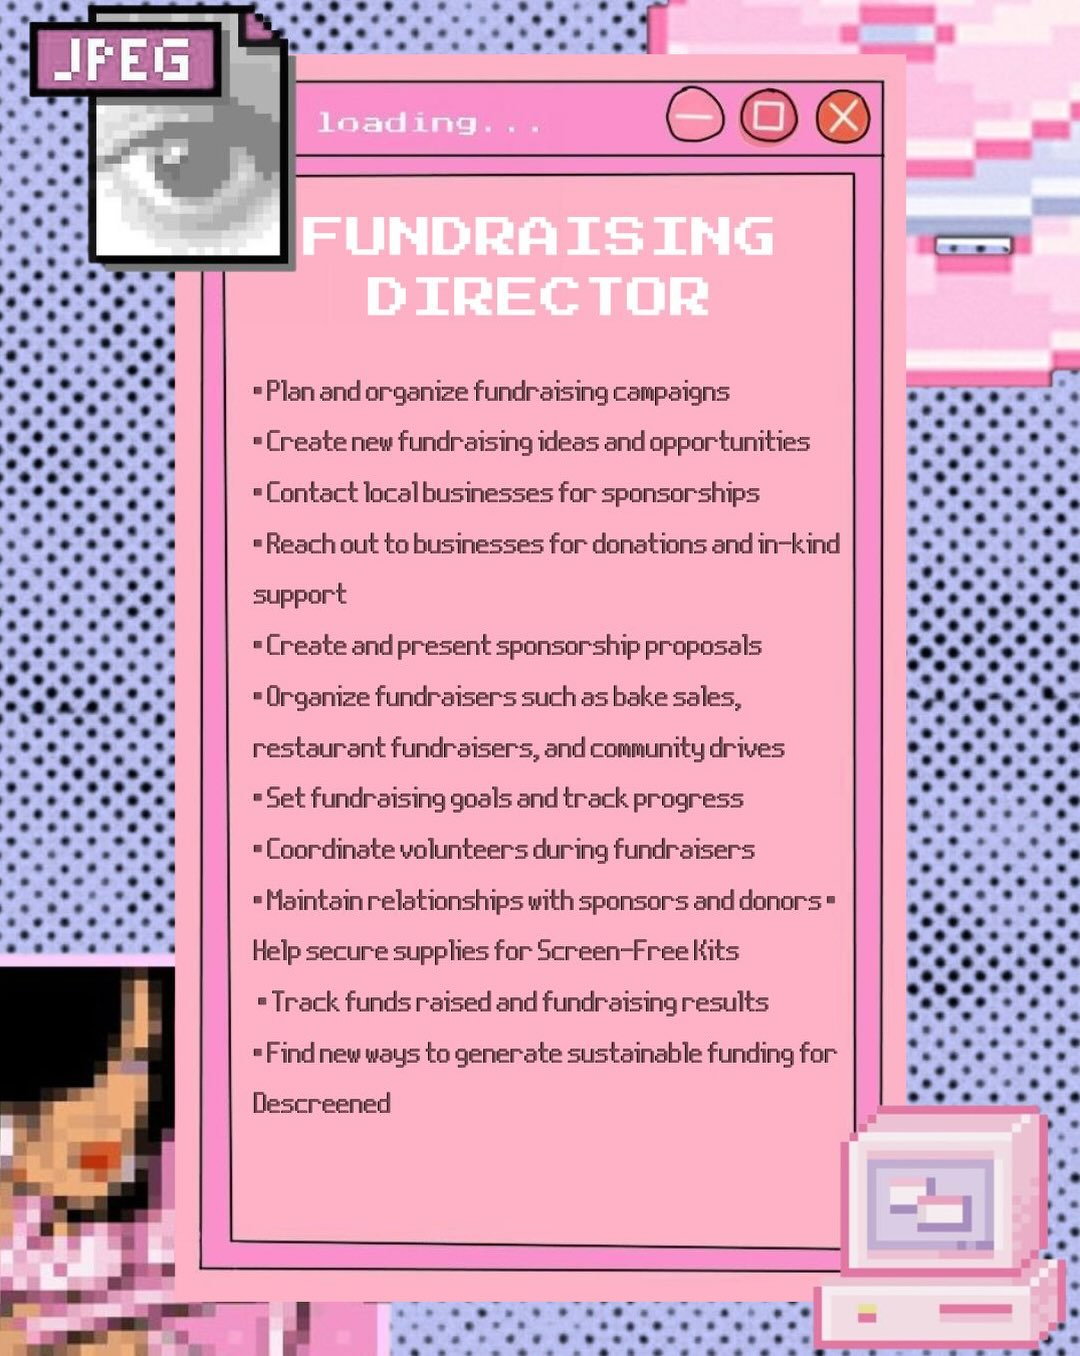 JPEG
loading...
FUNDRAISING
DIRECTOR
▪Plan and organize fundraising campaigns
▪Create new fundraising ideas and opportunities
▪Contact local businesses for sponsorships
▪Reach out to businesses for donations and in-kind
support
▪Create and present sponsorship proposals
▪Organize fundraisers such as bake sales,
restaurant fundraisers, and community drives
▪Set fundraising goals and track progress
▪Coordinate volunteers during fundraisers
▪Maintain relationships with sponsors and donors ▪
Help secure supplies for Screen-Free Kits
▪Track funds raised and fundraising results
▪Find new ways to generate sustainable funding for
Descreened